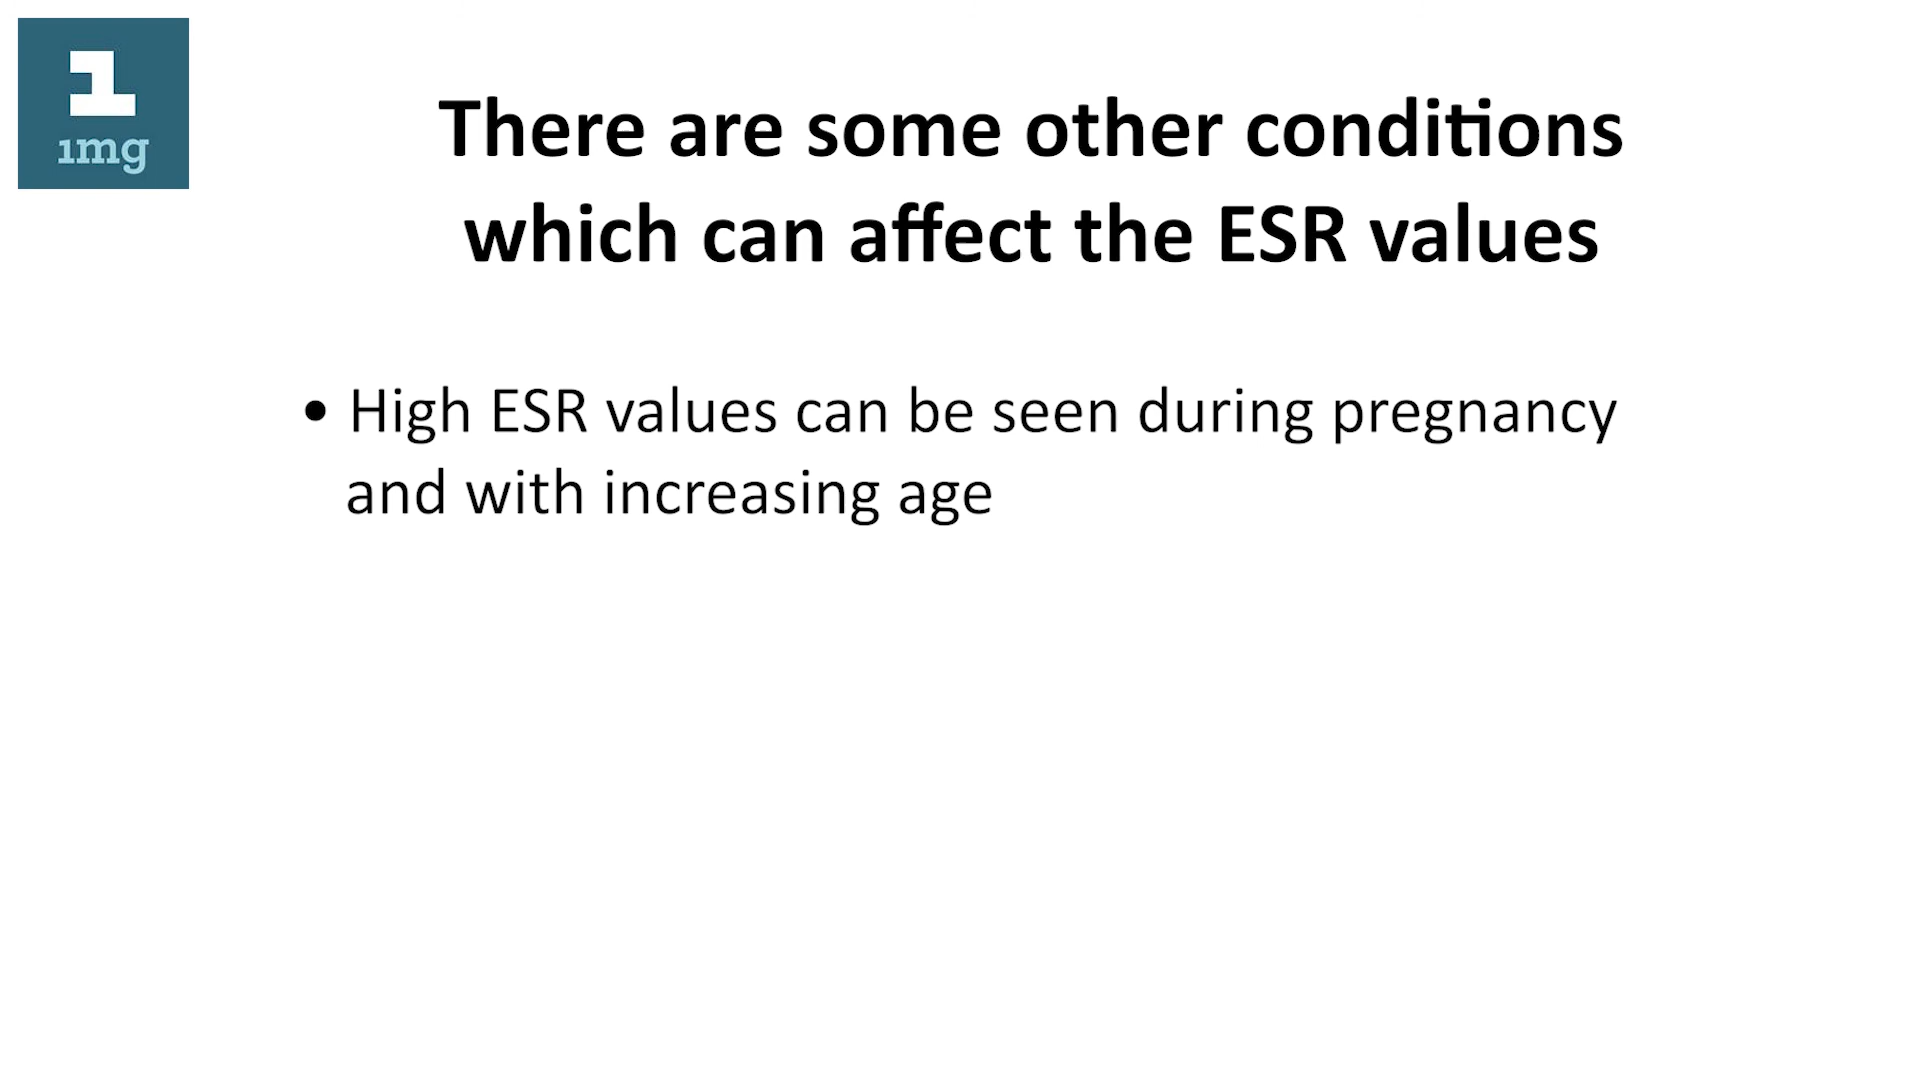 1
1mg
There are some other conditions
which can affect the ESR values
• High ESR values can be seen during pregnancy
and with increasing age